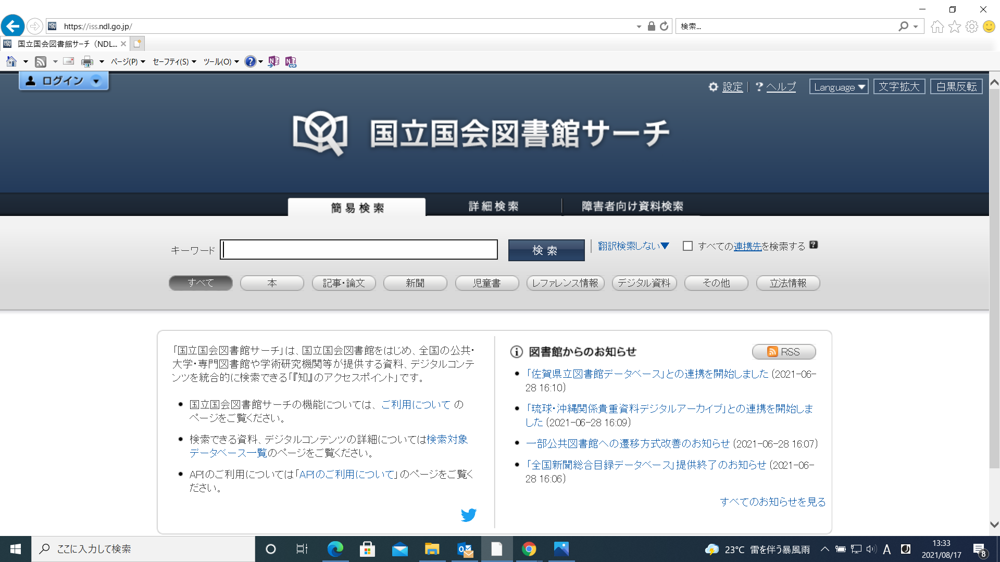 https://iss.ndl.go.jp/
検索...
国立国会図書館サーチ (NDL...
ページ(P)
セーフティ(S)
ツール(O)
ログイン
設定
? ヘルプ
Language
文字拡大
白黒反転
国立国会図書館サーチ
簡易検索
詳細検索
障害者向け資料検索
キーワード
検索
翻訳検索しない▼
すべての連携先を検索する
すべて
本
記事・論文
新聞
児童書
レファレンス情報
デジタル資料
その他
立法情報
「国立国会図書館サーチ」は、国立国会図書館をはじめ、全国の公共・
大学・専門図書館や学術研究機関等が提供する資料、デジタルコンテ
ンツを統合的に検索できる「『知』のアクセスポイント」です。
国立国会図書館サーチの機能については、ご利用について の
ページをご覧ください。
検索できる資料、デジタルコンテンツの詳細については検索対象
データベース一覧のページをご覧ください。
APIのご利用については「APIのご利用について」のページをご覧く
ださい。
図書館からのお知らせ
RSS
「佐賀県立図書館データベース」との連携を開始しました (2021-06-
28 16:10)
「琉球・沖縄関係貴重資料デジタルアーカイブ」との連携を開始しま
した (2021-06-28 16:09)
一部公共図書館への遷移方式改善のお知らせ (2021-06-28 16:07)
「全国新聞総合目録データベース」提供終了のお知らせ (2021-06-
28 16:06)
すべてのお知らせを見る
ここに入力して検索
23°C 雷を伴う暴風雨
A
13:33
2021/08/17
8